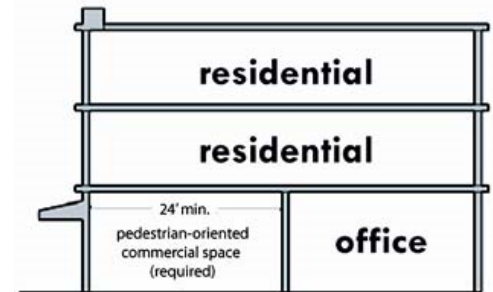 residential
residential
24' min.
pedestrian-oriented
commercial space
(required)
office